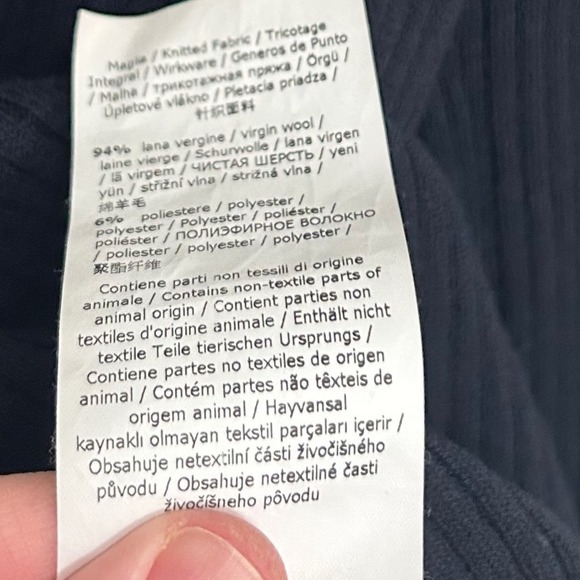 Maglia / Knitted Fabric / Tricotage
Integral / Wirkware / Generos de Punto
/ Malha / трикотажная пряжа / Örgü /
Úpletové vlákno / Pletacia priadza /
针织面料
94% lana vergine / virgin wool /
laine vierge / Schurwolle / lana virgen
/ lã virgem / ЧИСТАЯ ШЕРСТЬ / yeni
yün / střižní vlna / strižná vlna /
绵羊毛
6% poliestere / polyester /
polyester / Polyester / poliéster /
poliéster / ПОЛИЭФИРНОЕ ВОЛОКНО
/ poliester / polyester / polyester /
聚酯纤维
Contiene parti non tessili di origine
animale / Contains non-textile parts of
animal origin / Contient parties non
textiles d'origine animale / Enthält nicht
textile Teile tierischen Ursprungs /
Contiene partes no textiles de origen
animal / Contém partes não têxteis de
origem animal / Hayvansal
kaynaklı olmayan tekstil parçaları içerir /
Obsahuje netextilní části živočišného
původu / Obsahuje netextilné časti
živočíšneho pôvodu